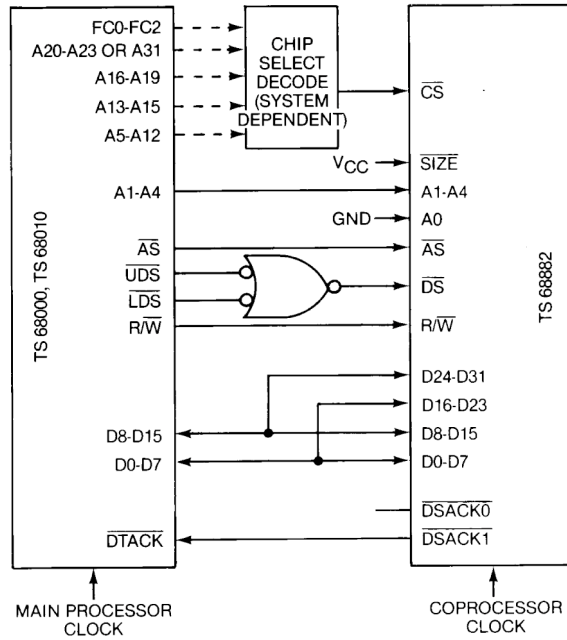 FC0-FC2
A20-A23 OR A31
A16-A19
A13-A15
A5-A12
CHIP
SELECT
DECODE
(SYSTEM
DEPENDENT)
CS
VCC
SIZE
A1-A4
A1-A4
GND
A0
AS
AS
UDS
LDS
DS
R/W
R/W
TS 68000, TS 68010
TS 68882
D24-D31
D16-D23
D8-D15
D8-D15
D0-D7
D0-D7
DSACK0
DTACK
DSACK1
MAIN PROCESSOR
CLOCK
COPROCESSOR
CLOCK